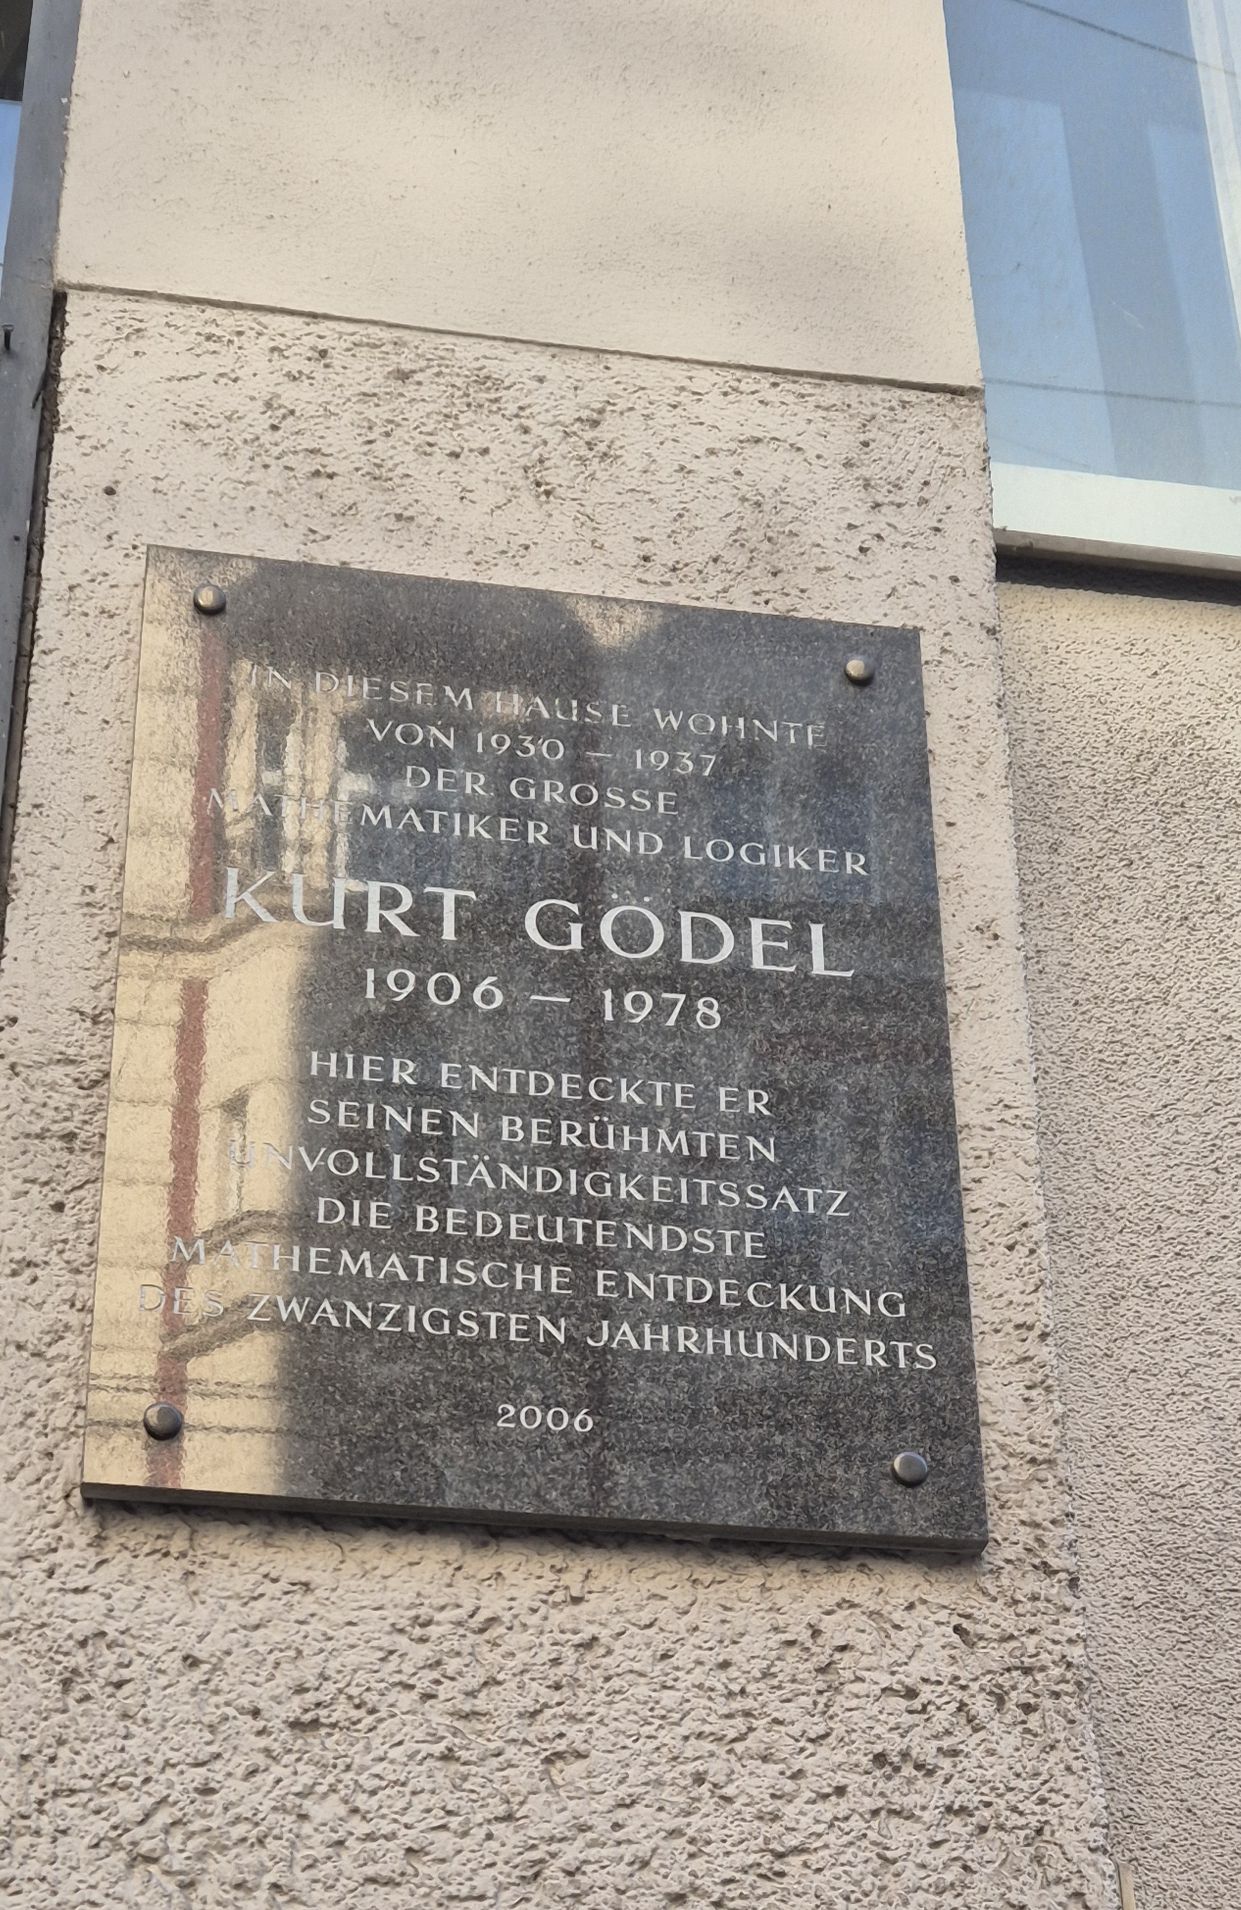 IN DIESEM HAUSE WOHNTE
VON 1930 – 1937
DER GROSSE
MATHEMATIKER UND LOGIKER
KURT GÖDEL
1906 – 1978
HIER ENTDECKTE ER
SEINEN BERÜHMTEN
UNVOLLSTÄNDIGKEITSSATZ
DIE BEDEUTENDSTE
MATHEMATISCHE ENTDECKUNG
DES ZWANZIGSTEN JAHRHUNDERTS
2006